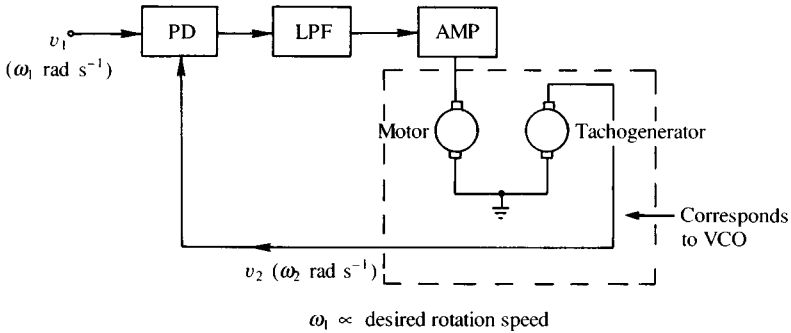 PD
LPF
AMP
v₁
(ω₁ rad s⁻¹)
Motor
Tachogenerator
Corresponds
to VCO
v₂ (ω₂ rad s⁻¹)
ω₁ ∝ desired rotation speed